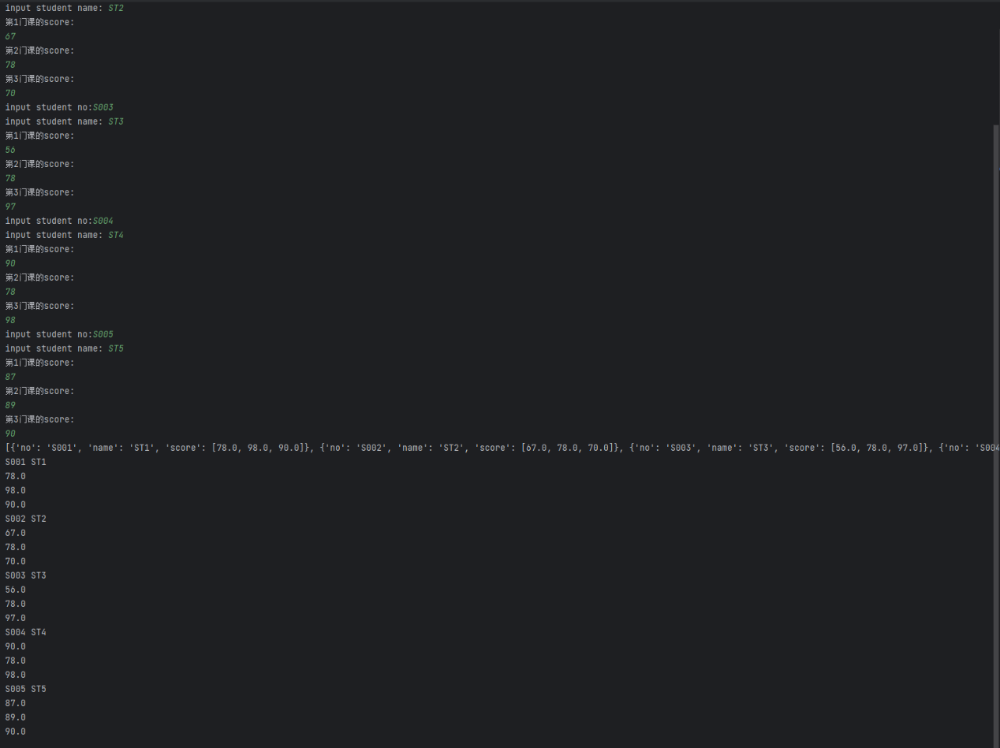 input student name: ST2
第1门课的score:
67
第2门课的score:
78
第3门课的score:
70
input student no:S003
input student name: ST3
第1门课的score:
56
第2门课的score:
78
第3门课的score:
97
input student no:S004
input student name: ST4
第1门课的score:
90
第2门课的score:
78
第3门课的score:
98
input student no:S005
input student name: ST5
第1门课的score:
87
第2门课的score:
89
第3门课的score:
90
[{'no': 'S001', 'name': 'ST1', 'score': [78.0, 98.0, 90.0]}, {'no': 'S002', 'name': 'ST2', 'score': [67.0, 78.0, 70.0]}, {'no': 'S003', 'name': 'ST3', 'score': [56.0, 78.0, 97.0]}, {'no': 'S004
S001 ST1
78.0
98.0
90.0
S002 ST2
67.0
78.0
70.0
S003 ST3
56.0
78.0
97.0
S004 ST4
90.0
78.0
98.0
S005 ST5
87.0
89.0
90.0